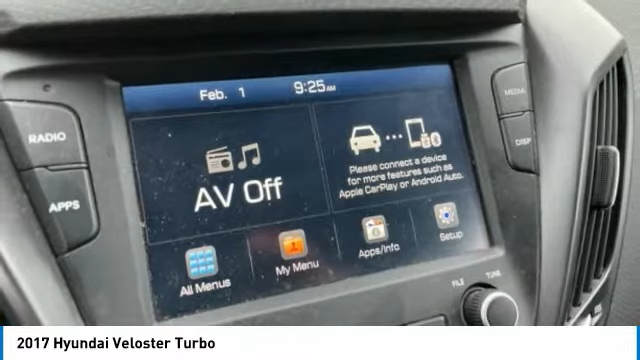 Feb. 1 9:25AM
RADIO
MEDIA
DISP
APPS
AV Off
Please connect a device
for more features such as
Apple CarPlay or Android Auto.
All Menus
My Menu
Apps/Info
Setup
FILE
TUNE
2017 Hyundai Veloster Turbo